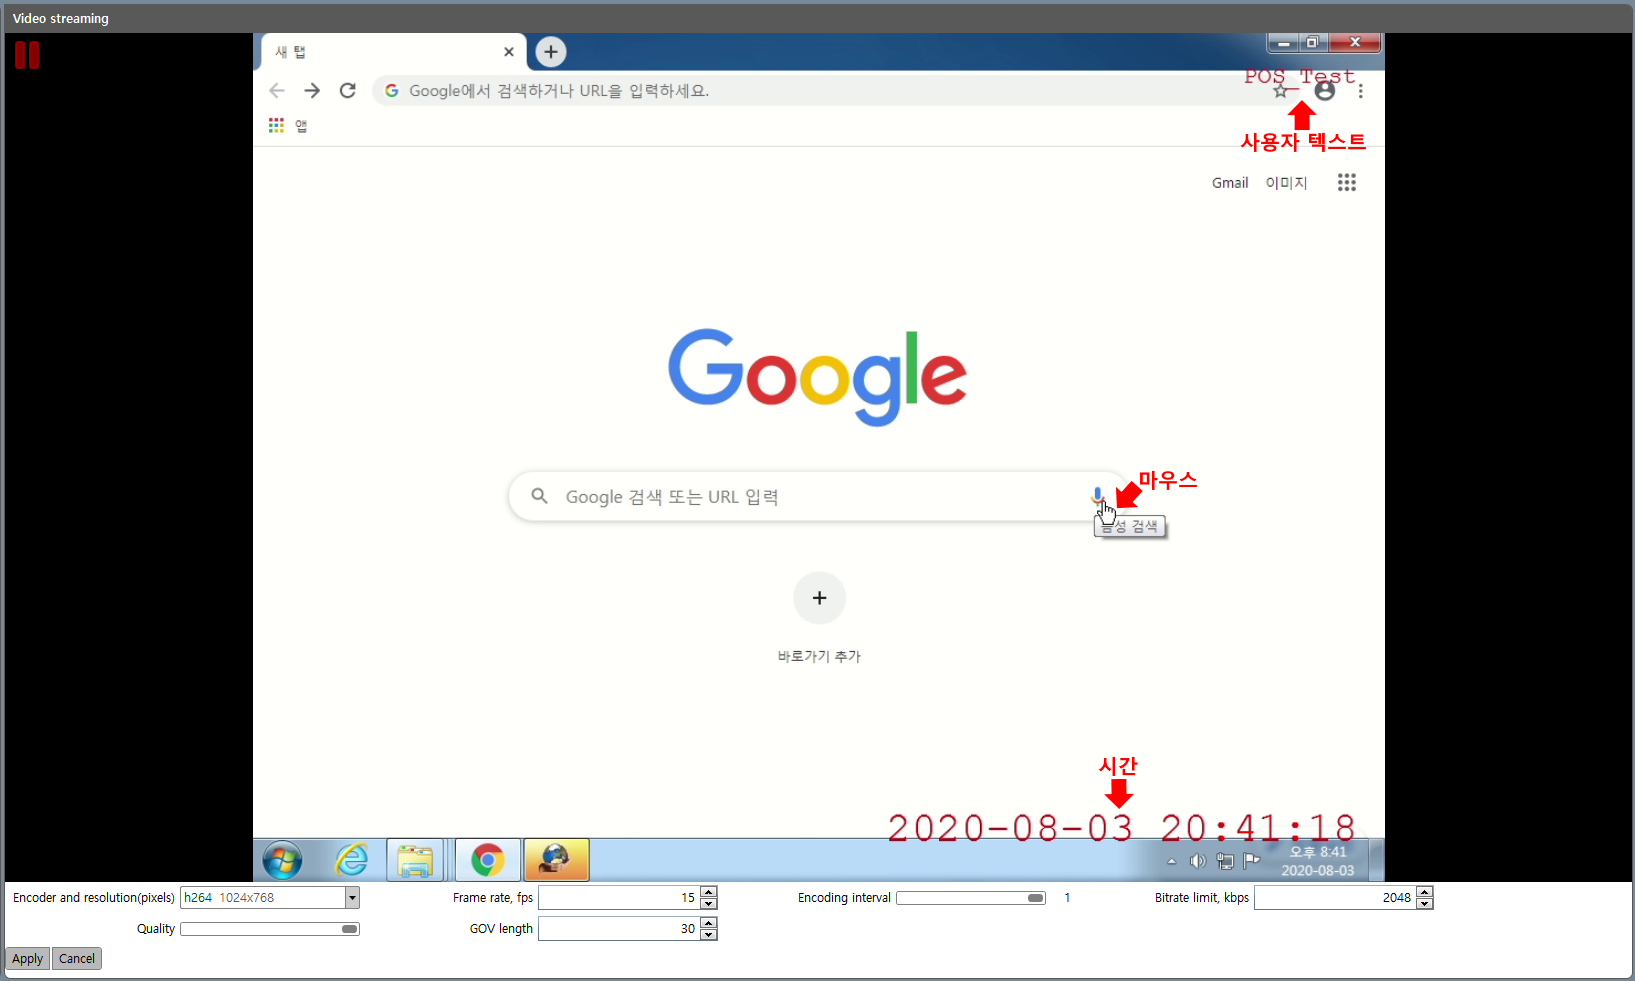 Video streaming
새 탭
POS_Test
Google에서 검색하거나 URL을 입력하세요.
앱
사용자 텍스트
Gmail 이미지
Google
마우스
Google 검색 또는 URL 입력
음성 검색
바로가기 추가
시간
2020-08-03 20:41:18
오후 8:41
2020-08-03
Encoder and resolution(pixels) h264 1024x768 Frame rate, fps 15 Encoding interval 1 Bitrate limit, kbps 2048
Quality GOV length 30
Apply Cancel